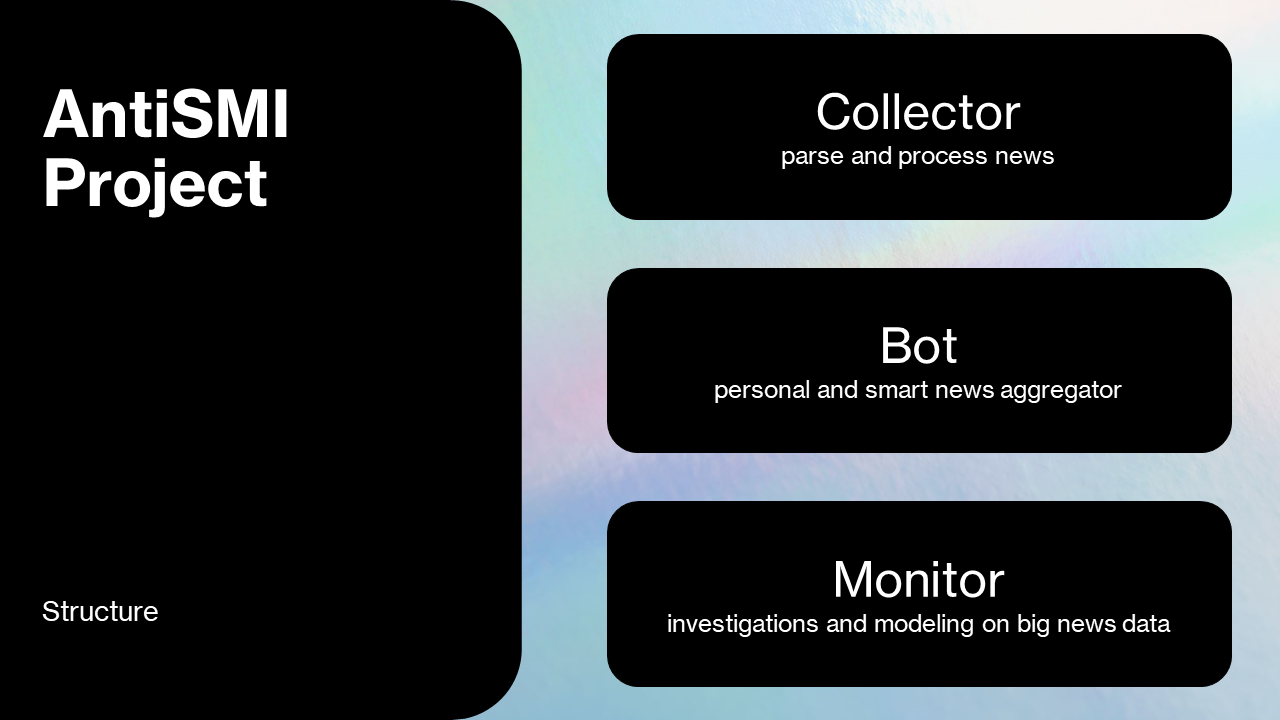 AntiSMI
Project
Structure
Collector
parse and process news
Bot
personal and smart news aggregator
Monitor
investigations and modeling on big news data